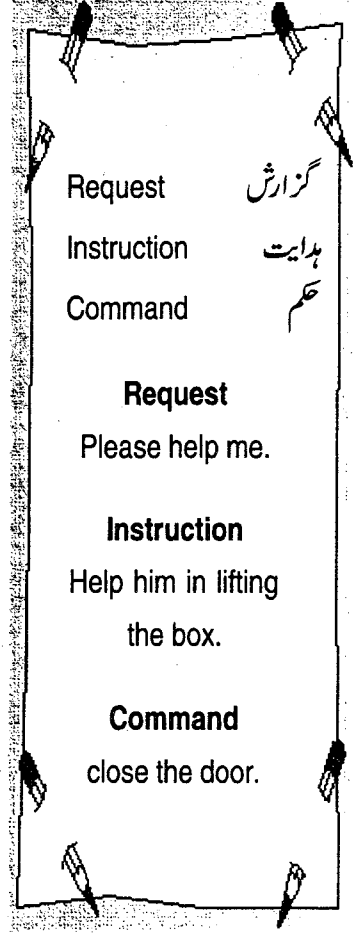 Request گزارش
Instruction ہدایت
Command حکم
Request
Please help me.
Instruction
Help him in lifting
the box.
Command
close the door.